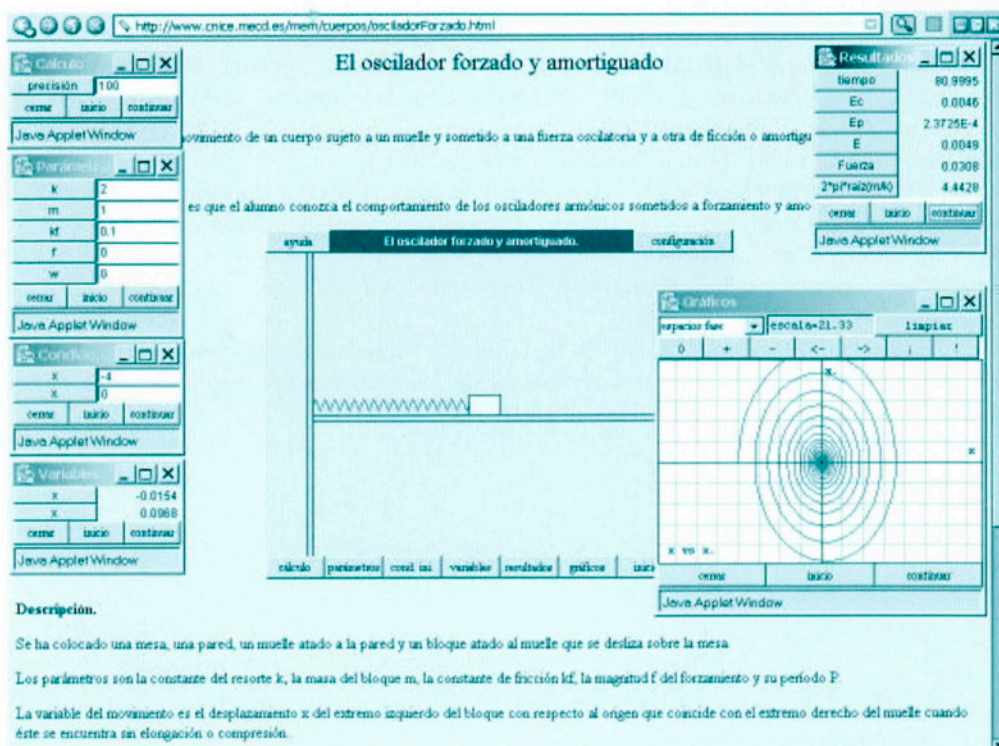 http://www.cnice.mecd.es/mem/cuerpos/osciladorForzado.html
Cálculo
precisión 100
cerrar inicio continuar
Java Applet Window
El oscilador forzado y amortiguado
Resultados
tiempo 80.9995
Ec 0.0046
Ep 2.3725E-4
E 0.0049
Fuerza 0.0308
2*pi*raiz(m/k) 4.4428
cerrar inicio continuar
Java Applet Window
ovimiento de un cuerpo sujeto a un muelle y sometido a una fuerza oscilatoria y a otra de ficción o amortigu
Parámetr...
k 2
m 1
kf 0.1
f 0
w 0
cerrar inicio continuar
Java Applet Window
es que el alumno conozca el comportamiento de los osciladores armónicos sometidos a forzamiento y amo
ayuda El oscilador forzado y amortiguado. configuración
Condici...
x -4
x. 0
cerrar inicio continuar
Java Applet Window
Variables
x -0.0154
x. 0.0968
cerrar inicio continuar
Java Applet Window
cálculo parámetros cond. ini. variables resultados gráficos inici
Gráficos
espacios fase escala=21.33 limpiar
0 + - <- -> ¡ !
x.
x
x vs x.
cerrar inicio continuar
Java Applet Window
Descripción.
Se ha colocado una mesa, una pared, un muelle atado a la pared y un bloque atado al muelle que se desliza sobre la mesa
Los parámetros son la constante del resorte k, la masa del bloque m, la constante de fricción kf, la magnitud f del forzamiento y su período P.
La variable del movimiento es el desplazamiento x del extremo izquierdo del bloque con respecto al origen que coincide con el extremo derecho del muelle cuando
éste se encuentra sin elongación o compresión.